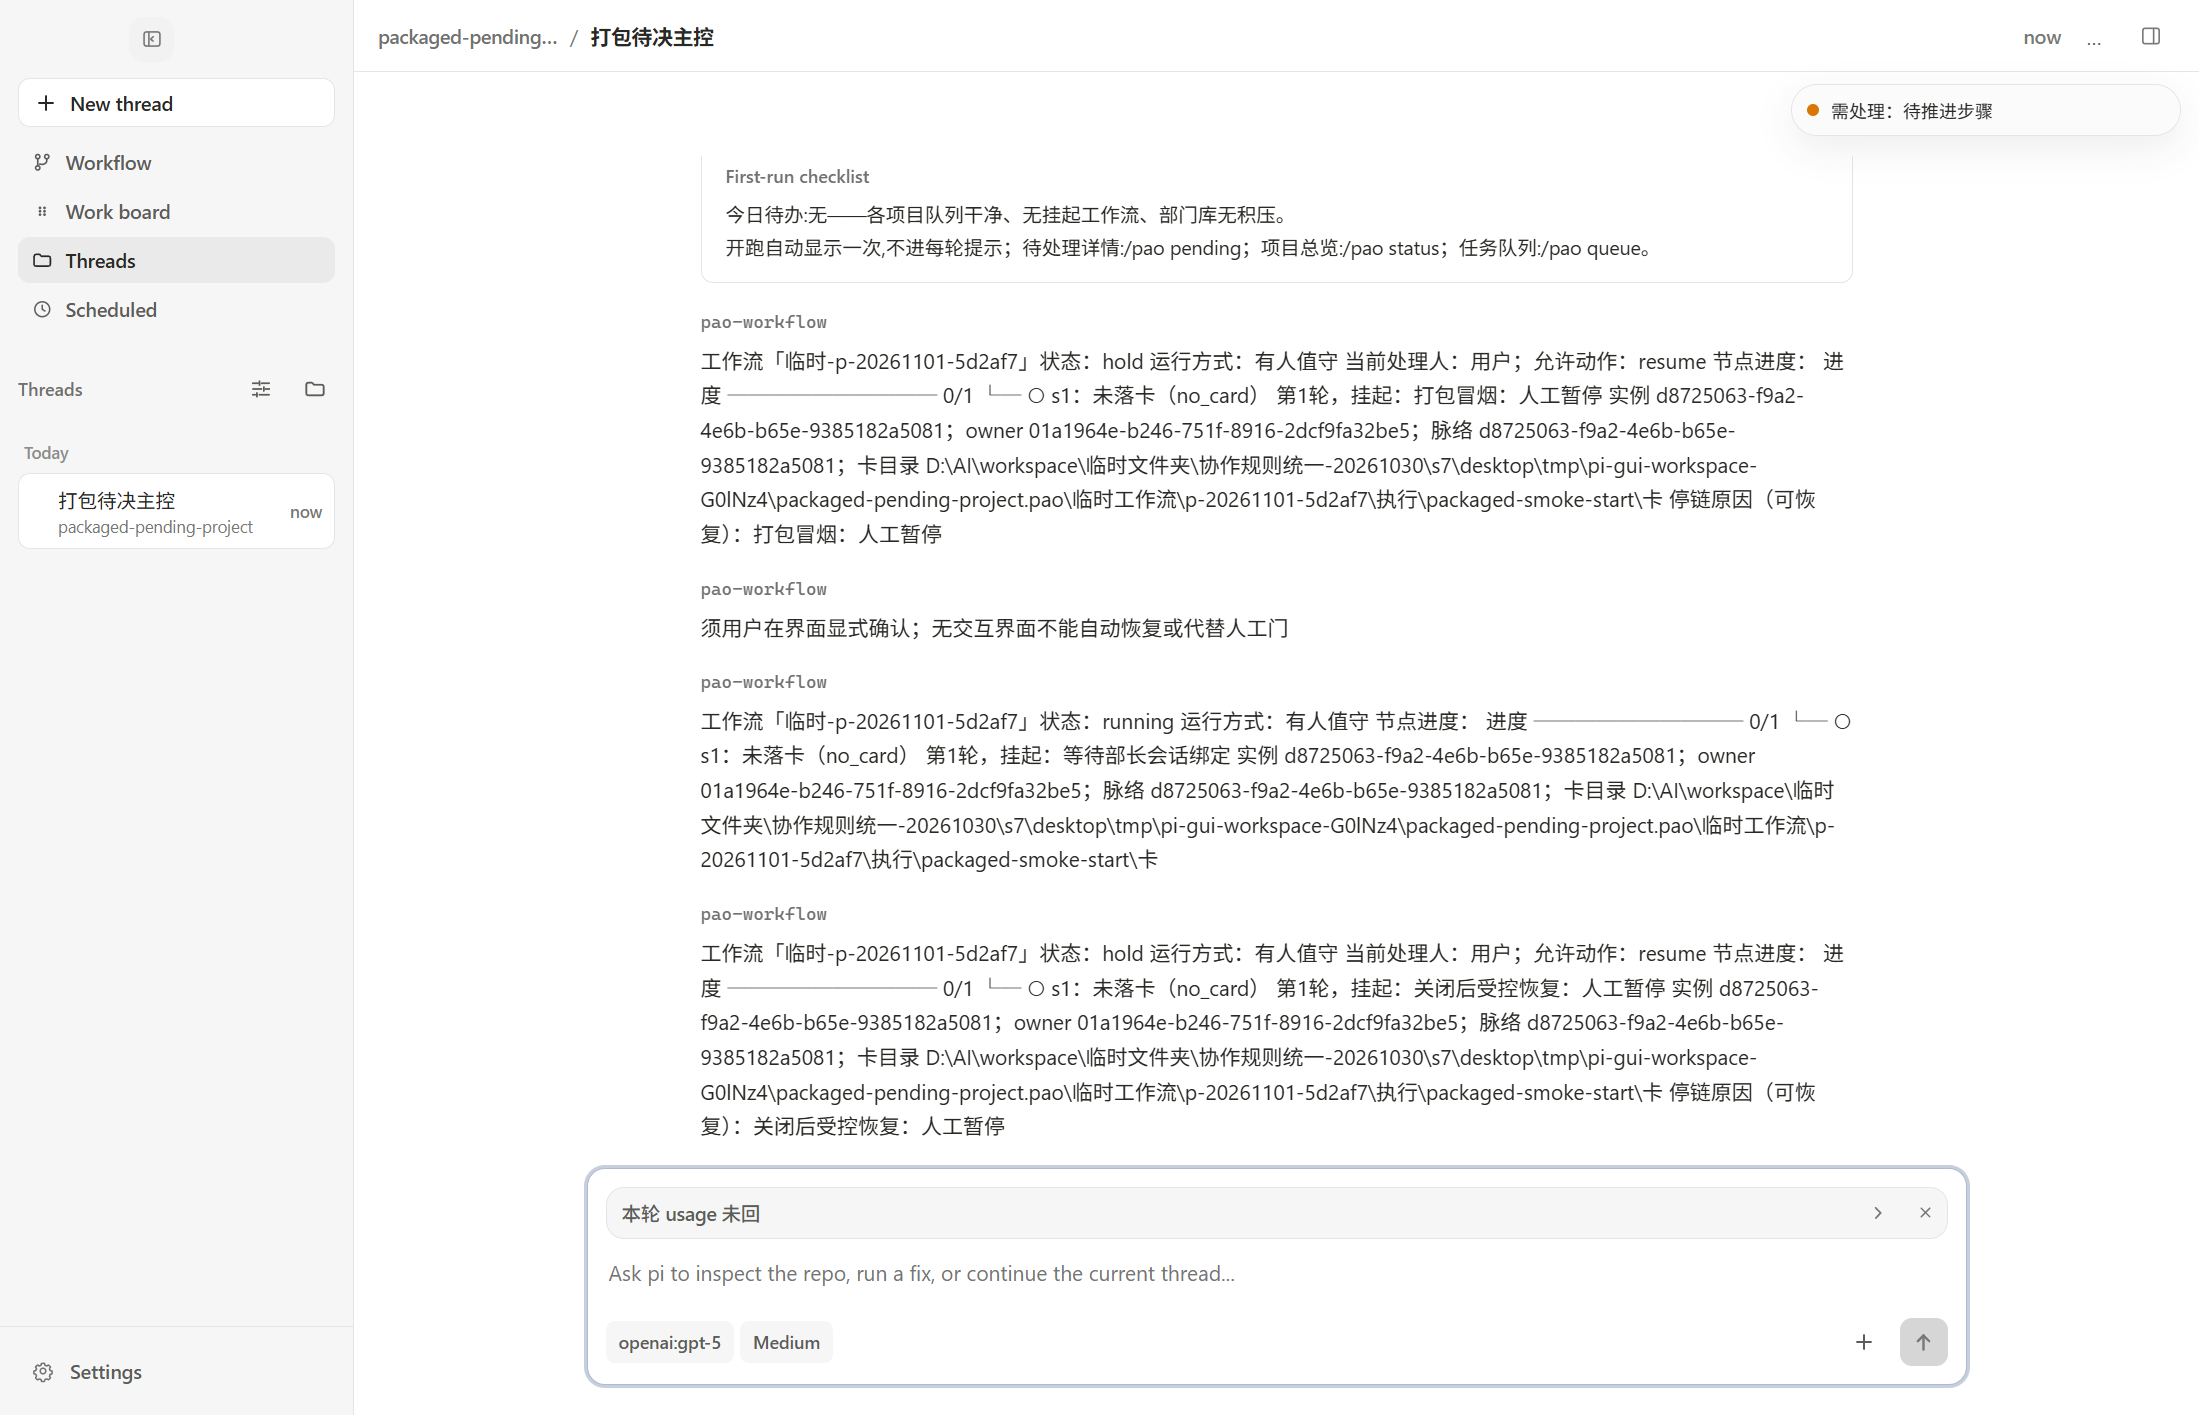 packaged-pending... / 打包待决主控
now ...
New thread
Workflow
Work board
Threads
Scheduled
Threads
Today
打包待决主控
packaged-pending-project
now
Settings
需处理：待推进步骤
First-run checklist
今日待办:无——各项目队列干净、无挂起工作流、部门库无积压。
开跑自动显示一次,不进每轮提示；待处理详情:/pao pending；项目总览:/pao status；任务队列:/pao queue。
pao-workflow
工作流「临时-p-20261101-5d2af7」状态：hold 运行方式：有人值守 当前处理人：用户；允许动作：resume 节点进度： 进
度 ────────── 0/1 └─ ○ s1：未落卡（no_card） 第1轮，挂起：打包冒烟：人工暂停 实例 d8725063-f9a2-
4e6b-b65e-9385182a5081；owner 01a1964e-b246-751f-8916-2dcf9fa32be5；脉络 d8725063-f9a2-4e6b-b65e-
9385182a5081；卡目录 D:\AI\workspace\临时文件夹\协作规则统一-20261030\s7\desktop\tmp\pi-gui-workspace-
G0lNz4\packaged-pending-project.pao\临时工作流\p-20261101-5d2af7\执行\packaged-smoke-start\卡 停链原因（可恢
复）：打包冒烟：人工暂停
pao-workflow
须用户在界面显式确认；无交互界面不能自动恢复或代替人工门
pao-workflow
工作流「临时-p-20261101-5d2af7」状态：running 运行方式：有人值守 节点进度： 进度 ────────── 0/1 └─ ○
s1：未落卡（no_card） 第1轮，挂起：等待部长会话绑定 实例 d8725063-f9a2-4e6b-b65e-9385182a5081；owner
01a1964e-b246-751f-8916-2dcf9fa32be5；脉络 d8725063-f9a2-4e6b-b65e-9385182a5081；卡目录 D:\AI\workspace\临时
文件夹\协作规则统一-20261030\s7\desktop\tmp\pi-gui-workspace-G0lNz4\packaged-pending-project.pao\临时工作流\p-
20261101-5d2af7\执行\packaged-smoke-start\卡
pao-workflow
工作流「临时-p-20261101-5d2af7」状态：hold 运行方式：有人值守 当前处理人：用户；允许动作：resume 节点进度： 进
度 ────────── 0/1 └─ ○ s1：未落卡（no_card） 第1轮，挂起：关闭后受控恢复：人工暂停 实例 d8725063-
f9a2-4e6b-b65e-9385182a5081；owner 01a1964e-b246-751f-8916-2dcf9fa32be5；脉络 d8725063-f9a2-4e6b-b65e-
9385182a5081；卡目录 D:\AI\workspace\临时文件夹\协作规则统一-20261030\s7\desktop\tmp\pi-gui-workspace-
G0lNz4\packaged-pending-project.pao\临时工作流\p-20261101-5d2af7\执行\packaged-smoke-start\卡 停链原因（可恢
复）：关闭后受控恢复：人工暂停
本轮 usage 未回
Ask pi to inspect the repo, run a fix, or continue the current thread...
openai:gpt-5 Medium